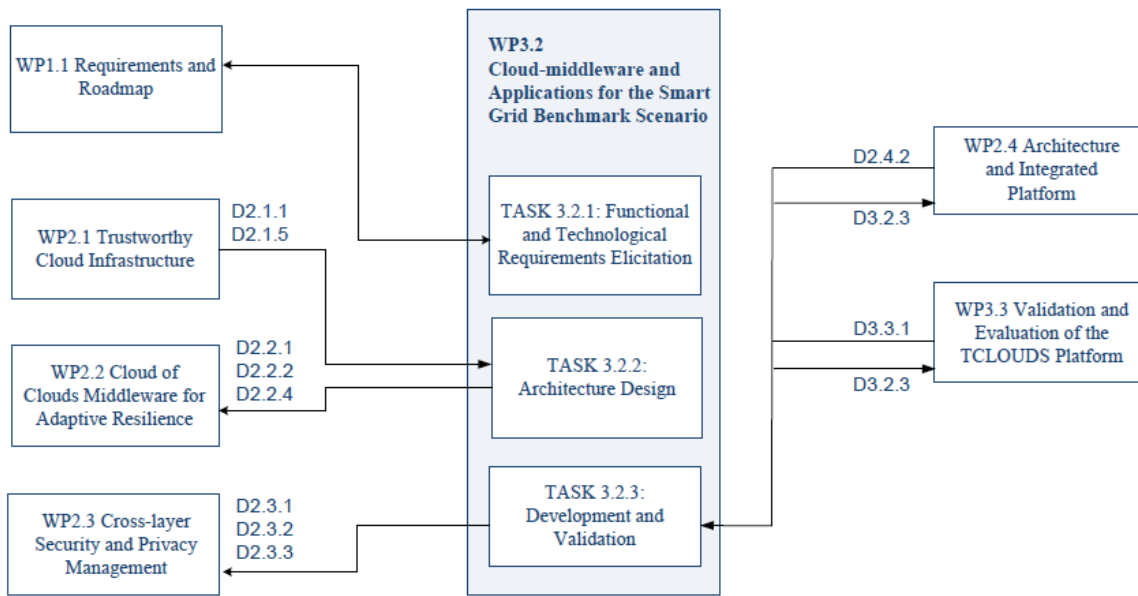 WP1.1 Requirements and
Roadmap
WP2.1 Trustworthy
Cloud Infrastructure
D2.1.1
D2.1.5
WP2.2 Cloud of
Clouds Middleware for
Adaptive Resilience
D2.2.1
D2.2.2
D2.2.4
WP2.3 Cross-layer
Security and Privacy
Management
D2.3.1
D2.3.2
D2.3.3
WP3.2
Cloud-middleware and
Applications for the Smart
Grid Benchmark Scenario
TASK 3.2.1: Functional
and Technological
Requirements Elicitation
TASK 3.2.2:
Architecture Design
TASK 3.2.3:
Development and
Validation
D2.4.2
D3.2.3
WP2.4 Architecture
and Integrated
Platform
D3.3.1
D3.2.3
WP3.3 Validation and
Evaluation of the
TCLOUDS Platform